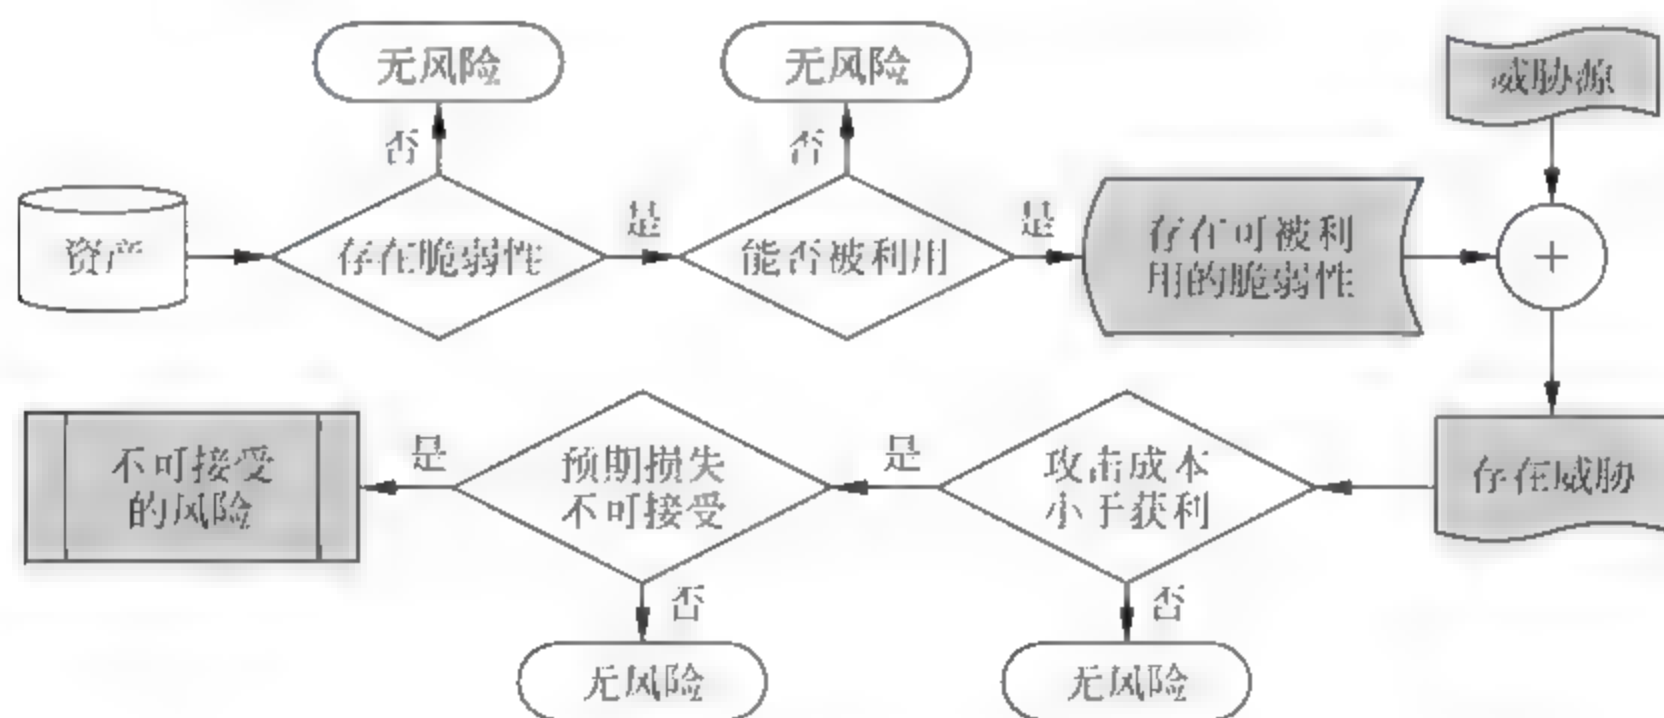 无风险
无风险
威胁源
否
否
资产
存在脆弱性
是
能否被利用
是
存在可被利
用的脆弱性
+
不可接受
的风险
是
预期损失
不可接受
是
攻击成本
小于获利
存在威胁
否
否
无风险
无风险